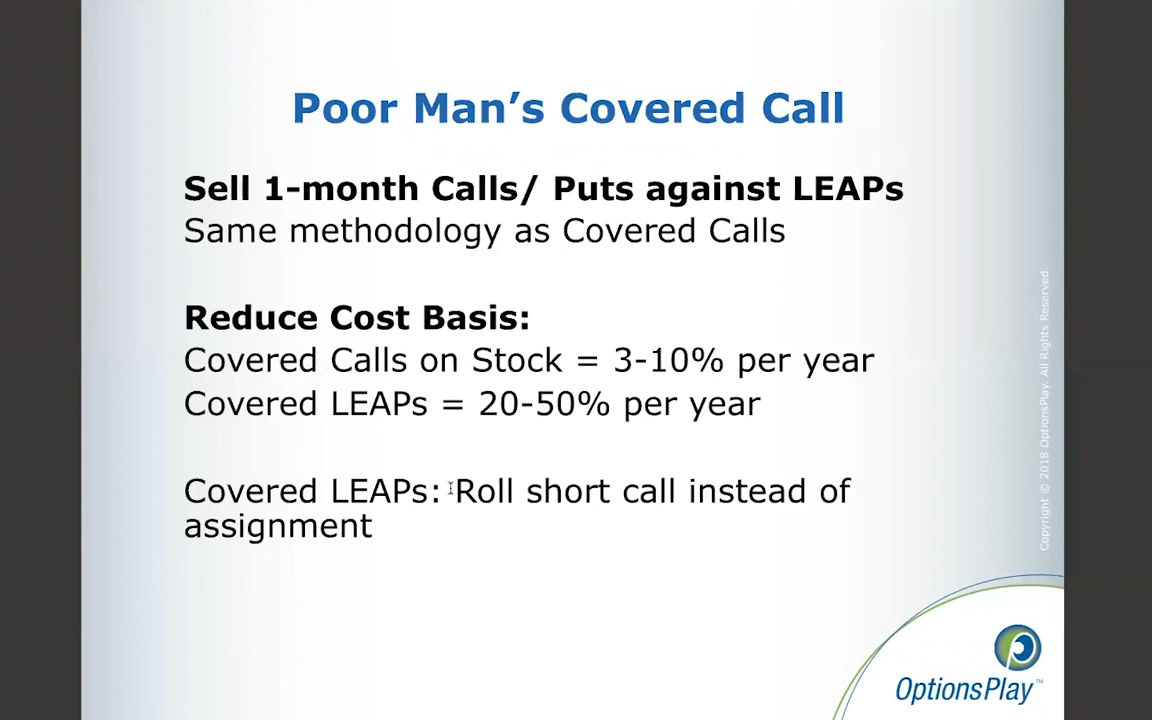 Poor Man’s Covered Call
Sell 1-month Calls/ Puts against LEAPs
Same methodology as Covered Calls
Reduce Cost Basis:
Covered Calls on Stock = 3-10% per year
Covered LEAPs = 20-50% per year
Covered LEAPs: Roll short call instead of
assignment
Copyright © 2018 OptionsPlay. All Rights Reserved.
OptionsPlay™